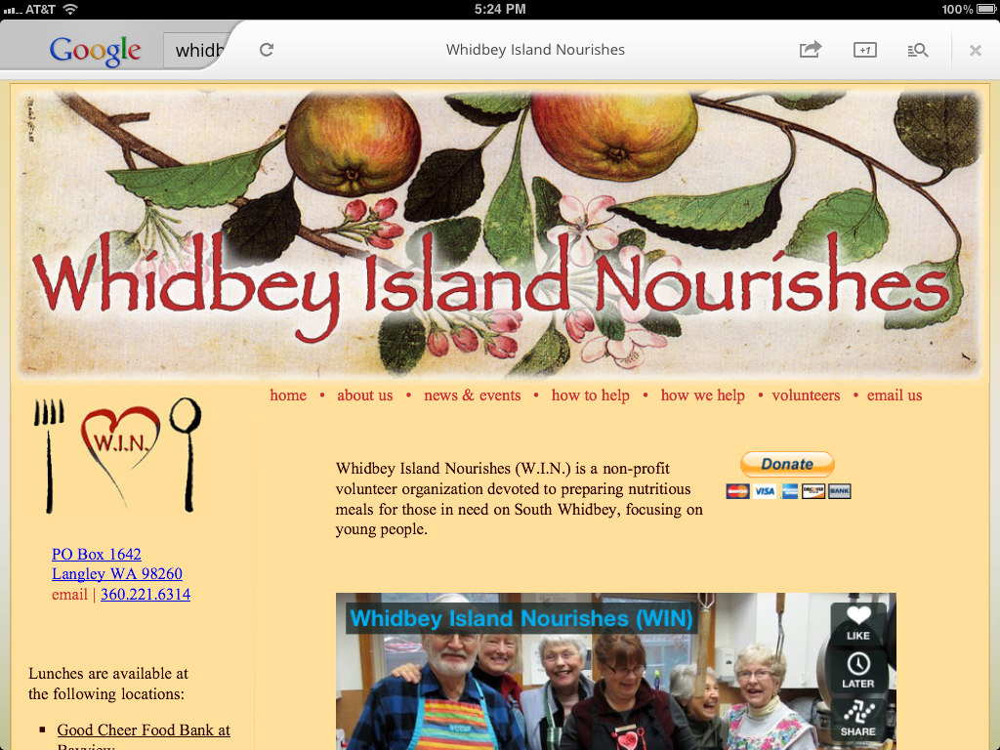 AT&T
5:24 PM
100%
Google
whidb
Whidbey Island Nourishes
+1
Whidbey Island Nourishes
home • about us • news & events • how to help • how we help • volunteers • email us
W.I.N.
Whidbey Island Nourishes (W.I.N.) is a non-profit
volunteer organization devoted to preparing nutritious
meals for those in need on South Whidbey, focusing on
young people.
Donate
VISA
BANK
PO Box 1642
Langley WA 98260
email | 360.221.6314
Lunches are available at
the following locations:
Good Cheer Food Bank at
Bayview
Whidbey Island Nourishes (WIN)
LIKE
LATER
SHARE